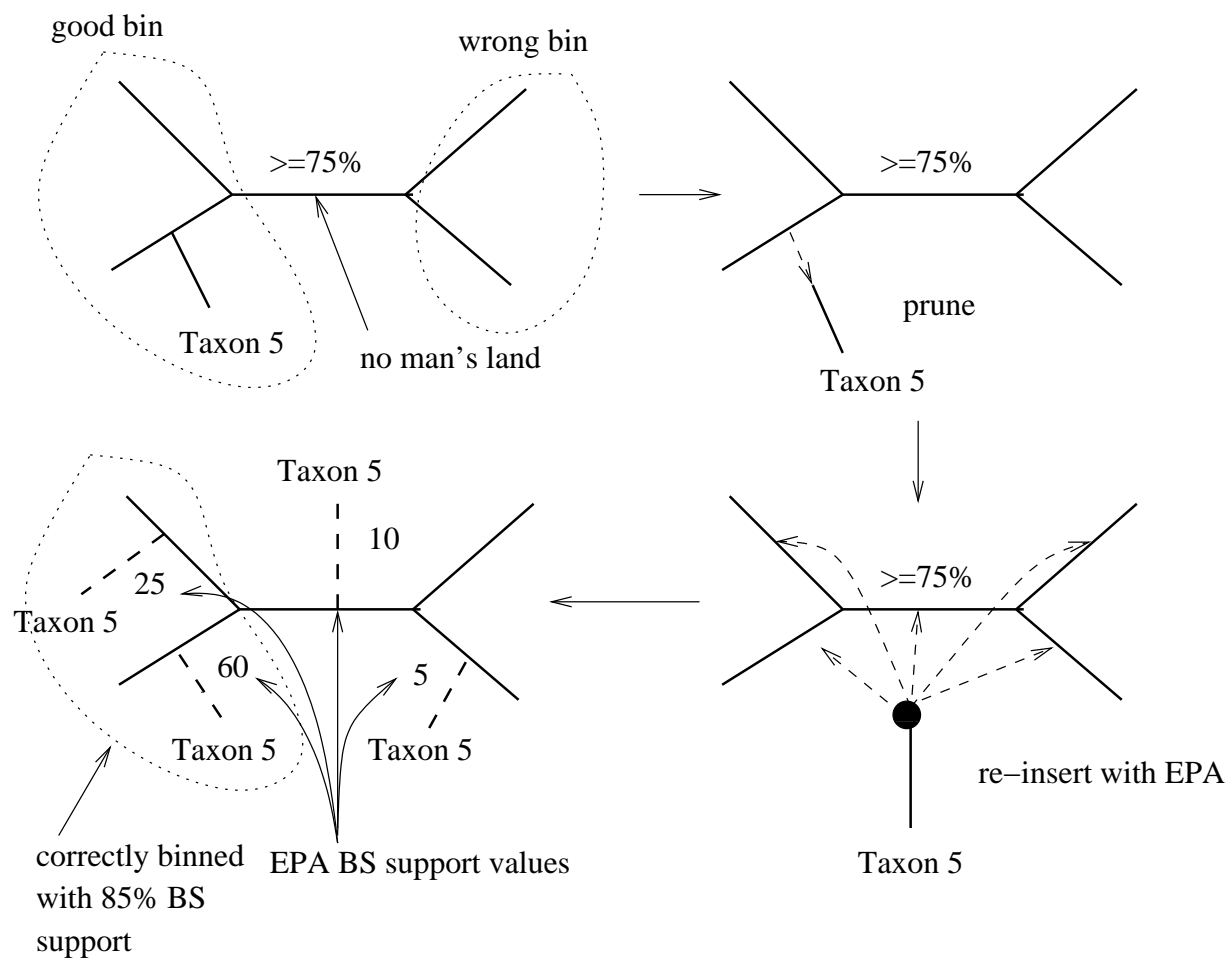 good bin
wrong bin
>=75%
Taxon 5
no man's land
>=75%
prune
Taxon 5
Taxon 5
10
25
Taxon 5
60
5
Taxon 5
Taxon 5
correctly binned
with 85% BS
support
EPA BS support values
>=75%
re−insert with EPA
Taxon 5